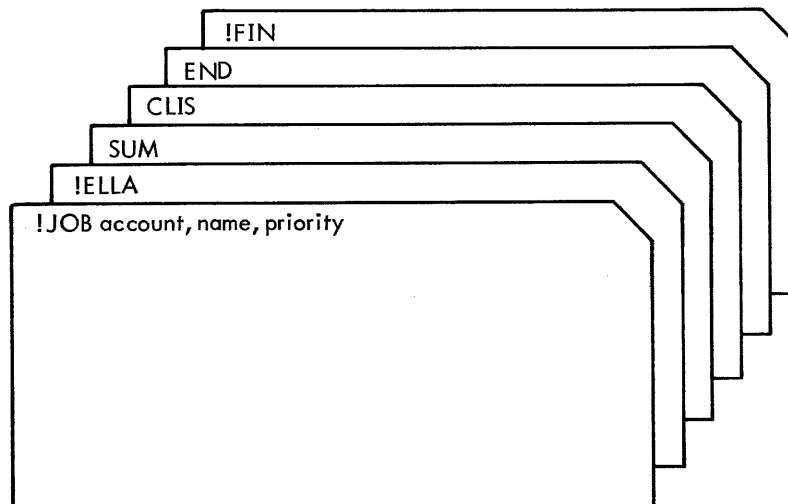 !FIN
END
CLIS
SUM
!ELLA
!JOB account, name, priority